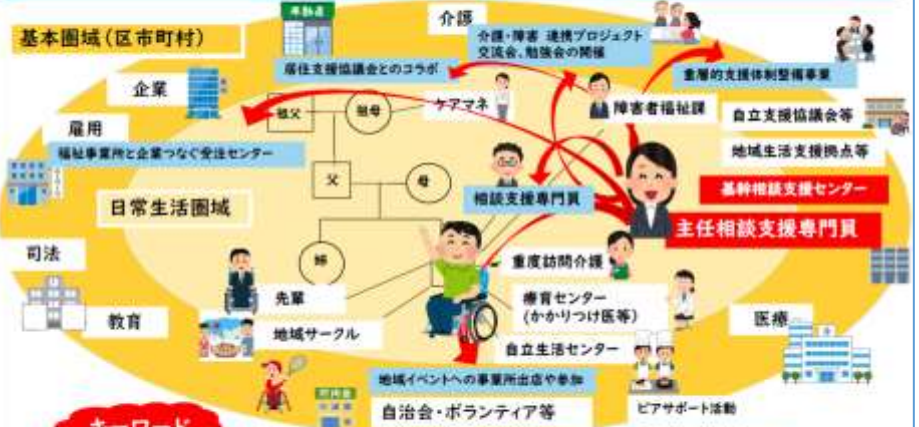 不動産
介護
基本圏域(区市町村)
介護・障害 連携プロジェクト
交流会、勉強会の開催
居住支援協議会とのコラボ
重層的支援体制整備事業
企業
祖父
祖母
ケアマネ
障害者福祉課
自立支援協議会等
雇用
福祉事業所と企業つなぐ受注センター
地域生活支援拠点等
父
母
相談支援専門員
基幹相談支援センター
日常生活圏域
主任相談支援専門員
司法
姉
重度訪問介護
先輩
療育センター
(かかりつけ医等)
教育
地域サークル
医療
自立生活センター
地域イベントへの事業所出店や参加
自治会・ボランティア等
ピアサポート活動
キーワード